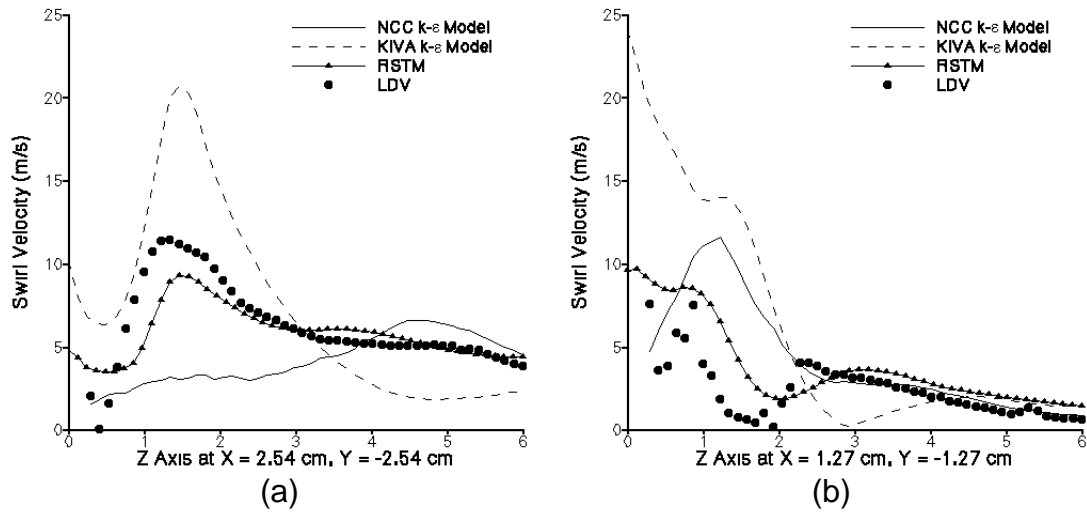 25
20
15
10
5
0
Swirl Velocity (m/s)
NCC k-ε Model
KIVA k-ε Model
RSTM
LDV
0 1 2 3 4 5 6
Z Axis at X = 2.54 cm, Y = -2.54 cm
(a)
25
20
15
10
5
0
Swirl Velocity (m/s)
NCC k-ε Model
KIVA k-ε Model
RSTM
LDV
0 1 2 3 4 5 6
Z Axis at X = 1.27 cm, Y = -1.27 cm
(b)